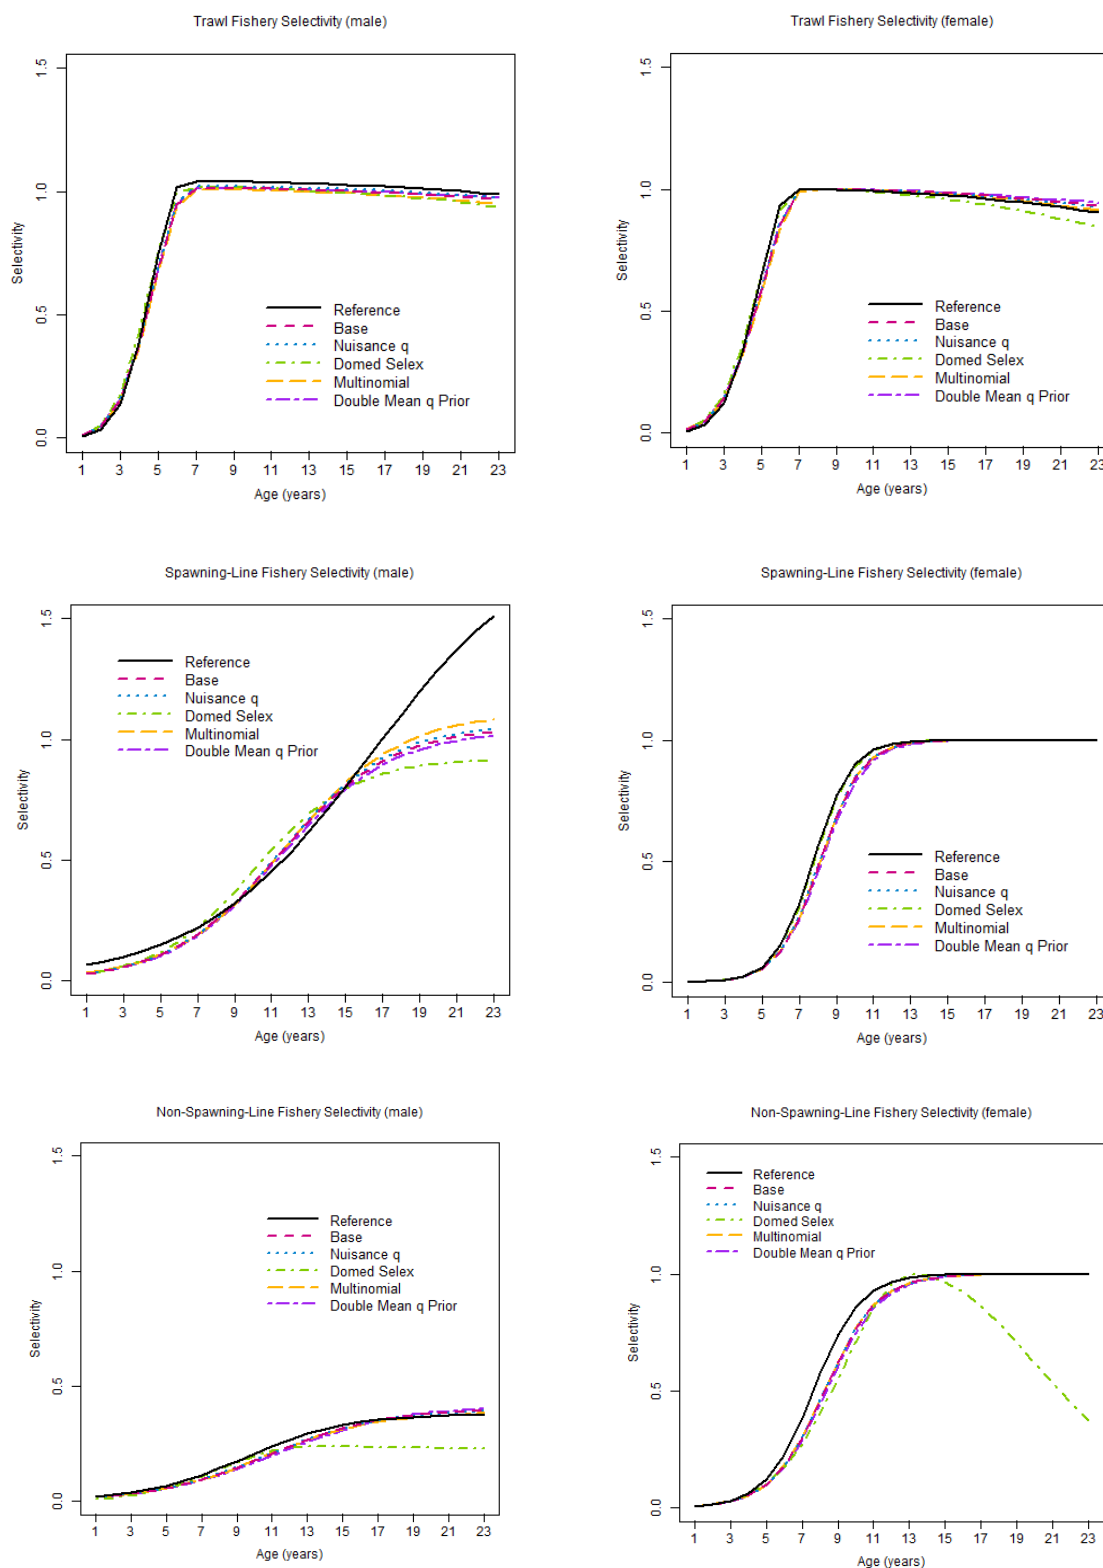 Trawl Fishery Selectivity (male)
Selectivity
0.0 0.5 1.0 1.5
Reference
Base
Nuisance q
Domed Selex
Multinomial
Double Mean q Prior
1 3 5 7 9 11 13 15 17 19 21 23
Age (years)
Trawl Fishery Selectivity (female)
Selectivity
0.0 0.5 1.0 1.5
Reference
Base
Nuisance q
Domed Selex
Multinomial
Double Mean q Prior
1 3 5 7 9 11 13 15 17 19 21 23
Age (years)
Spawning-Line Fishery Selectivity (male)
Selectivity
0.0 0.5 1.0 1.5
Reference
Base
Nuisance q
Domed Selex
Multinomial
Double Mean q Prior
1 3 5 7 9 11 13 15 17 19 21 23
Age (years)
Spawning-Line Fishery Selectivity (female)
Selectivity
0.0 0.5 1.0 1.5
Reference
Base
Nuisance q
Domed Selex
Multinomial
Double Mean q Prior
1 3 5 7 9 11 13 15 17 19 21 23
Age (years)
Non-Spawning-Line Fishery Selectivity (male)
Selectivity
0.0 0.5 1.0 1.5
Reference
Base
Nuisance q
Domed Selex
Multinomial
Double Mean q Prior
1 3 5 7 9 11 13 15 17 19 21 23
Age (years)
Non-Spawning-Line Fishery Selectivity (female)
Selectivity
0.0 0.5 1.0 1.5
Reference
Base
Nuisance q
Domed Selex
Multinomial
Double Mean q Prior
1 3 5 7 9 11 13 15 17 19 21 23
Age (years)